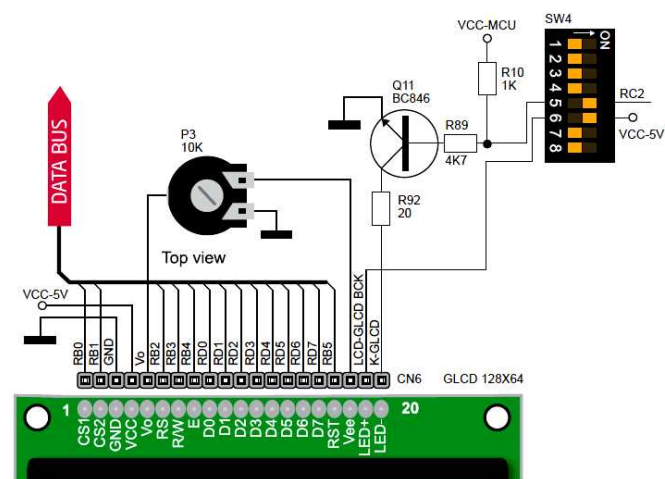 SW4
VCC-MCU
ON
1
2
3
4
5
6
7
8
R10
1K
Q11
BC846
RC2
R89
4K7
VCC-5V
DATA BUS
P3
10K
R92
20
Top view
VCC-5V
RB0
RB1
GND
Vo
RB2
RB3
RB4
RD0
RD1
RD2
RD3
RD4
RD5
RD6
RD7
RB5
LCD-GLCD BCK
K-GLCD
CN6 GLCD 128X64
1 20
CS1
CS2
GND
VCC
Vo
RS
R/W
E
D0
D1
D2
D3
D4
D5
D6
D7
RST
Vee
LED+
LED-